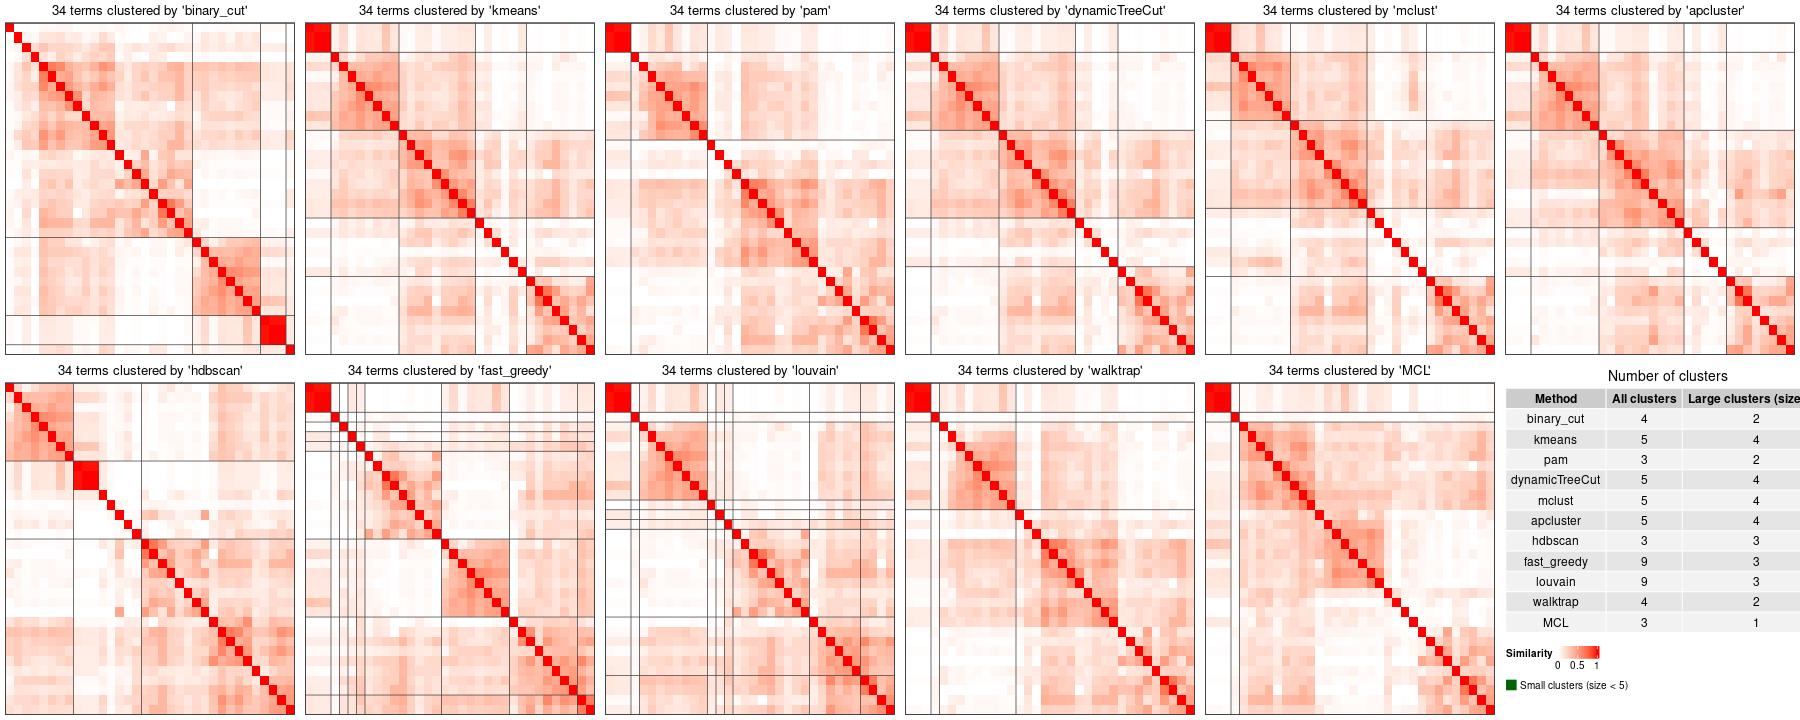 34 terms clustered by 'binary_cut'
34 terms clustered by 'kmeans'
34 terms clustered by 'pam'
34 terms clustered by 'dynamicTreeCut'
34 terms clustered by 'mclust'
34 terms clustered by 'apcluster'
34 terms clustered by 'hdbscan'
34 terms clustered by 'fast_greedy'
34 terms clustered by 'louvain'
34 terms clustered by 'walktrap'
34 terms clustered by 'MCL'
Number of clusters
Method All clusters Large clusters (size
binary_cut 4 2
kmeans 5 4
pam 3 2
dynamicTreeCut 5 4
mclust 5 4
apcluster 5 4
hdbscan 3 3
fast_greedy 9 3
louvain 9 3
walktrap 4 2
MCL 3 1
Similarity
0 0.5 1
Small clusters (size < 5)